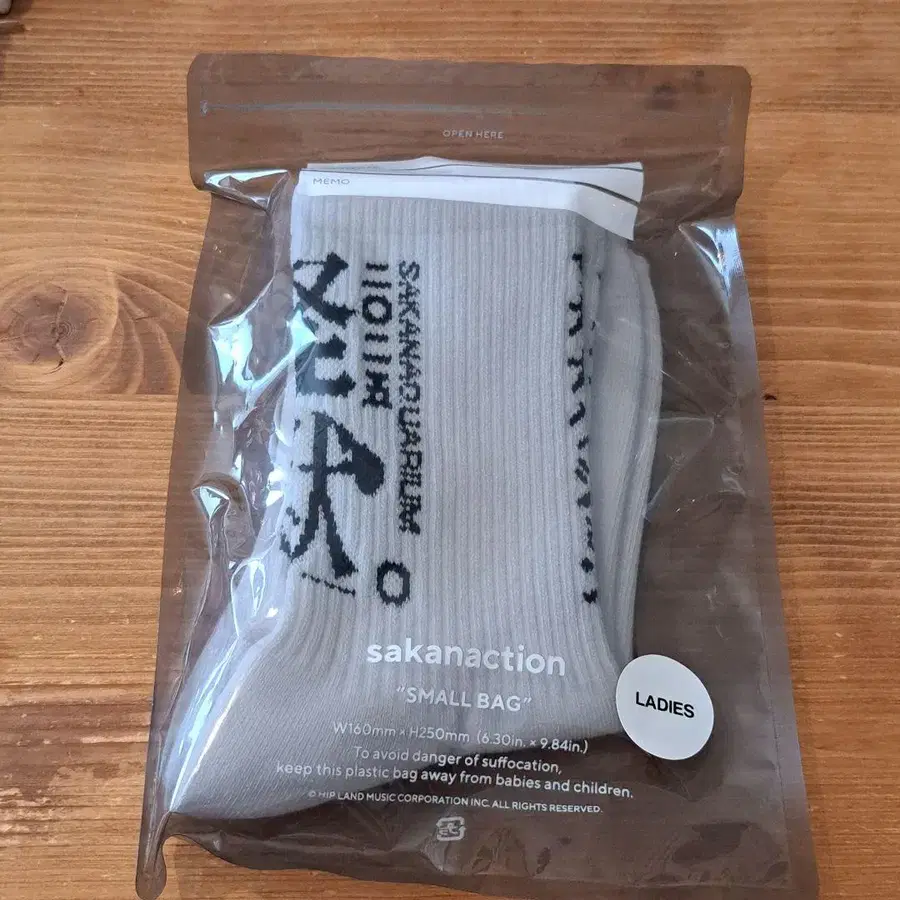 OPEN HERE
MEMO
SAKANAQUARIUM
sakanaction
"SMALL BAG"
W160mm × H250mm (6.30in. × 9.84in.)
To avoid danger of suffocation,
keep this plastic bag away from babies and children.
© HIP LAND MUSIC CORPORATION INC. ALL RIGHTS RESERVED.
LADIES